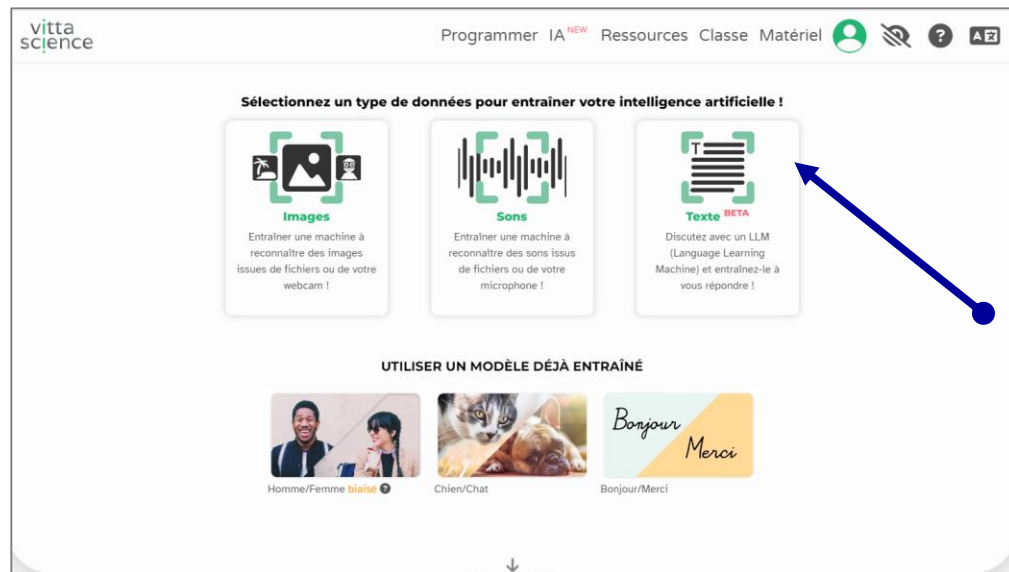 vitta
science
Programmer IA NEW Ressources Classe Matériel ? A
Sélectionnez un type de données pour entraîner votre intelligence artificielle !
T
Images
Entraîner une machine à
reconnaître des images
issues de fichiers ou de votre
webcam !
Sons
Entraîner une machine à
reconnaître des sons issus
de fichiers ou de votre
microphone !
Texte BETA
Discutez avec un LLM
(Language Learning
Machine) et entraînez-le à
vous répondre !
UTILISER UN MODÈLE DÉJÀ ENTRAÎNÉ
Bonjour
Merci
Homme/Femme biaisé ?
Chien/Chat
Bonjour/Merci